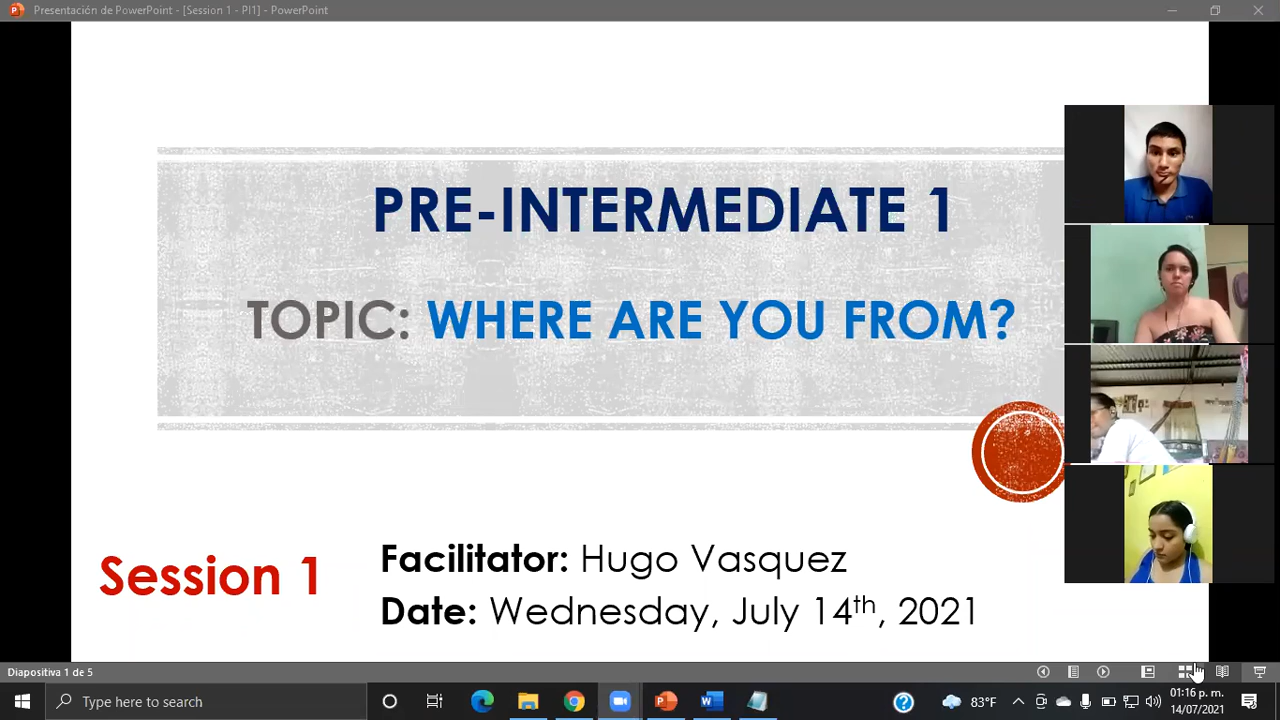 Presentación de PowerPoint - [Session 1 - PI1] - PowerPoint
PRE-INTERMEDIATE 1
TOPIC: WHERE ARE YOU FROM?
Session 1
Facilitator: Hugo Vasquez
Date: Wednesday, July 14th, 2021
Diapositiva 1 de 5
Type here to search
83°F
01:16 p. m.
14/07/2021